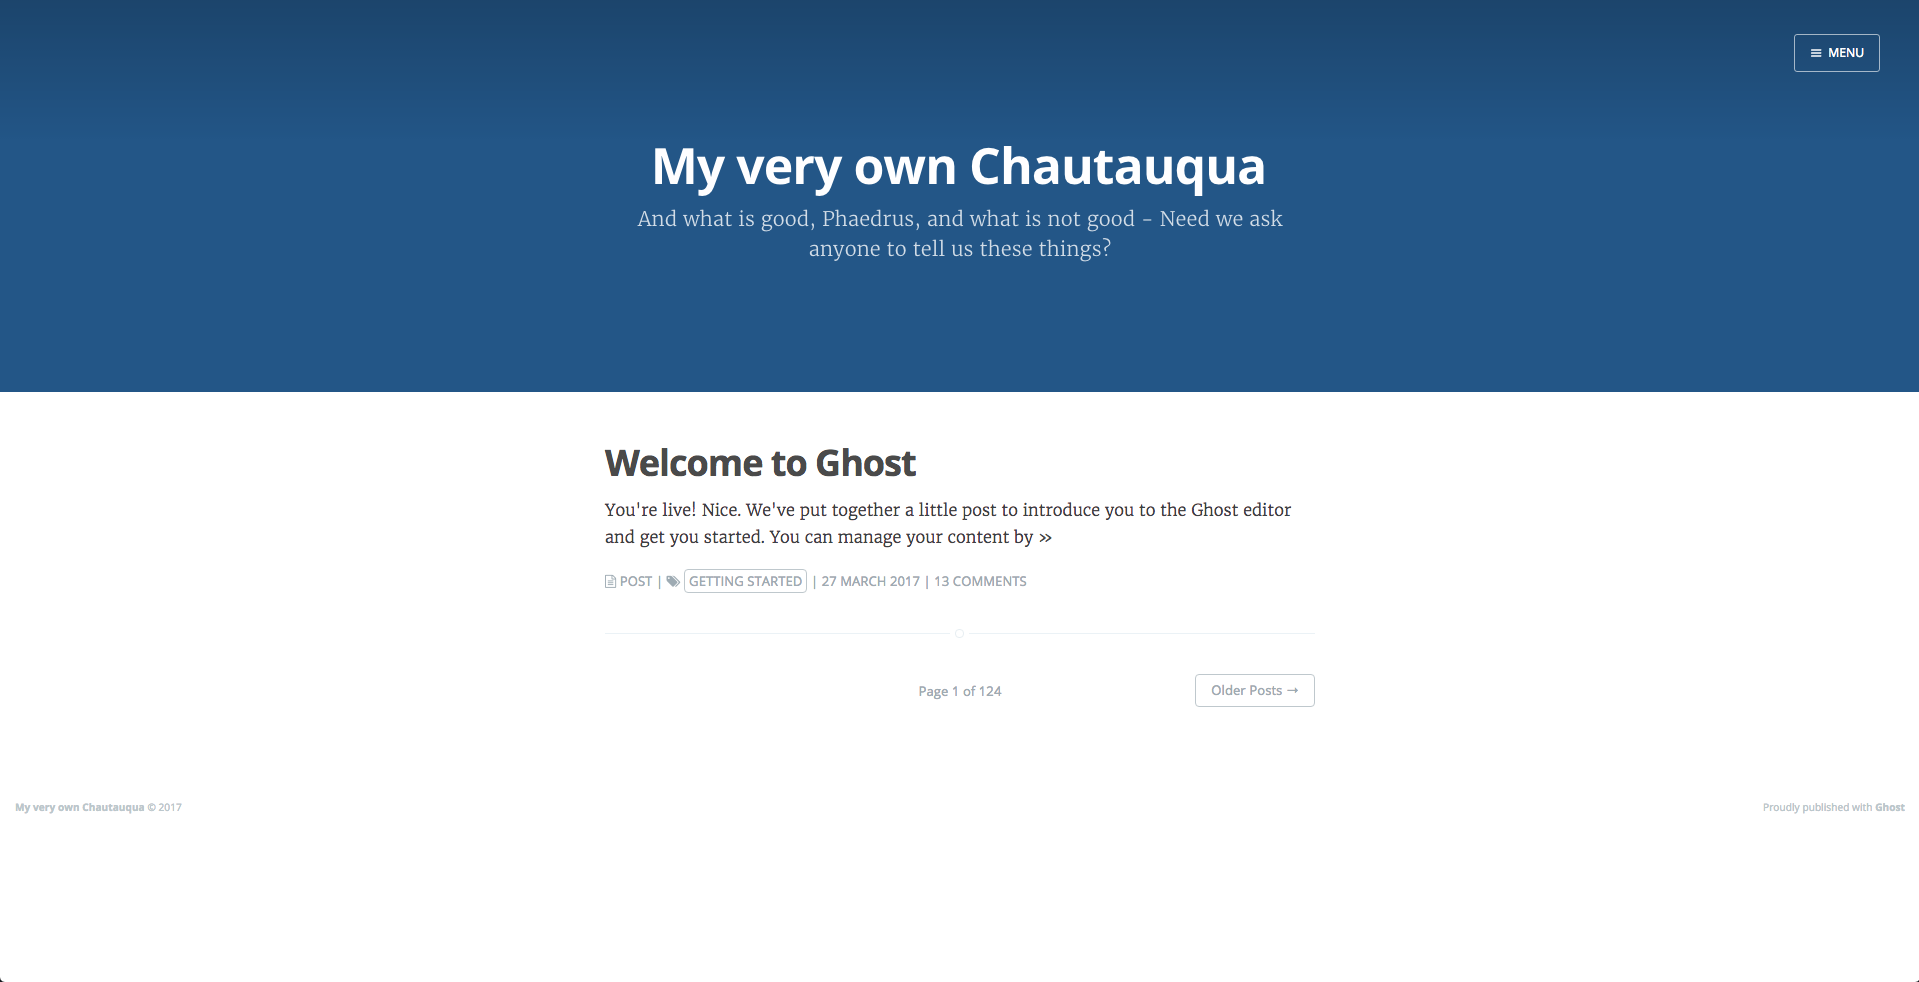 ≡ MENU
My very own Chautauqua
And what is good, Phaedrus, and what is not good - Need we ask
anyone to tell us these things?
Welcome to Ghost
You're live! Nice. We've put together a little post to introduce you to the Ghost editor
and get you started. You can manage your content by »
POST | GETTING STARTED | 27 MARCH 2017 | 13 COMMENTS
Page 1 of 124
Older Posts →
My very own Chautauqua © 2017
Proudly published with Ghost